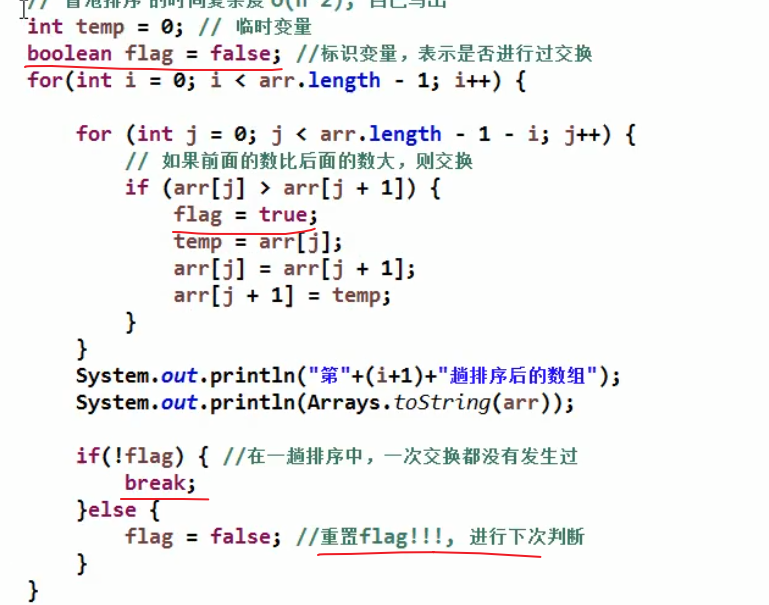 // 冒泡排序 的时间复杂度 O(n^2), 自己写出
int temp = 0; // 临时变量
boolean flag = false; //标识变量，表示是否进行过交换
for(int i = 0; i < arr.length - 1; i++) {
for (int j = 0; j < arr.length - 1 - i; j++) {
// 如果前面的数比后面的数大，则交换
if (arr[j] > arr[j + 1]) {
flag = true;
temp = arr[j];
arr[j] = arr[j + 1];
arr[j + 1] = temp;
}
}
System.out.println("第"+(i+1)+"趟排序后的数组");
System.out.println(Arrays.toString(arr));
if(!flag) { //在一趟排序中，一次交换都没有发生过
break;
}else {
flag = false; //重置flag!!!, 进行下次判断
}
}